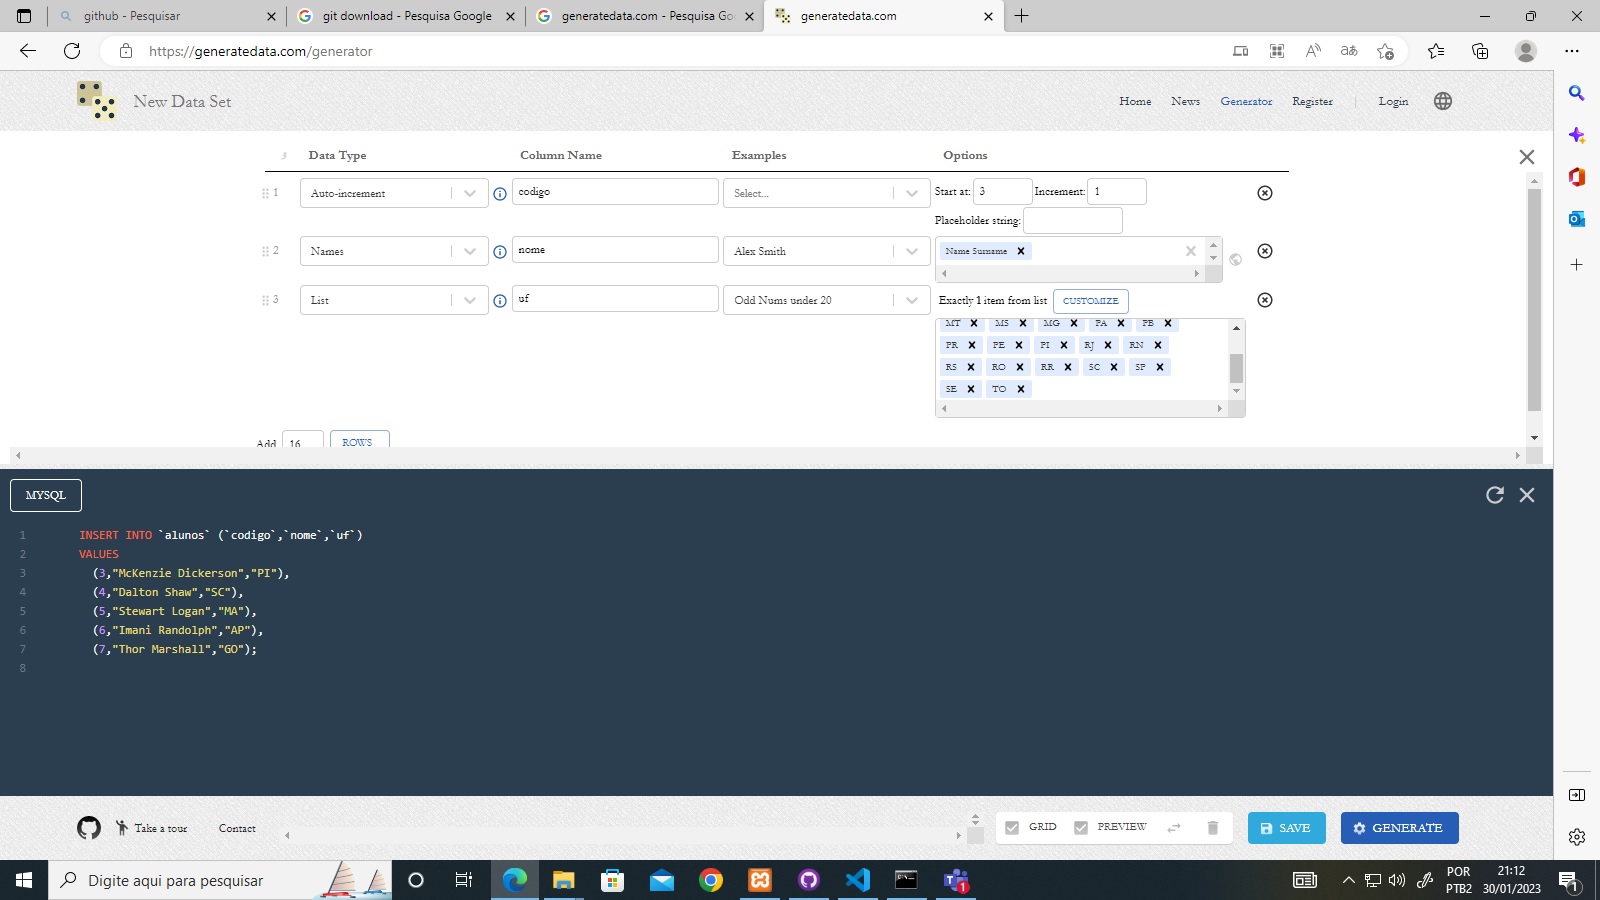 github - Pesquisar
git download - Pesquisa Google
generatedata.com - Pesquisa Go
generatedata.com
https://generatedata.com/generator
New Data Set
Home News Generator Register Login
3 Data Type Column Name Examples Options
1 Auto-increment codigo Select... Start at: 3 Increment: 1
Placeholder string:
2 Names nome Alex Smith Name Surname
3 List uf Odd Nums under 20 Exactly 1 item from list CUSTOMIZE
MT MS MG PA PB
PR PE PI RJ RN
RS RO RR SC SP
SE TO
Add 16 ROWS
MYSQL
1 INSERT INTO `alunos` (`codigo`,`nome`,`uf`)
2 VALUES
3 (3,"McKenzie Dickerson","PI"),
4 (4,"Dalton Shaw","SC"),
5 (5,"Stewart Logan","MA"),
6 (6,"Imani Randolph","AP"),
7 (7,"Thor Marshall","GO");
8
Take a tour Contact GRID PREVIEW SAVE GENERATE
Digite aqui para pesquisar
1
POR
PTB2
21:12
30/01/2023
1